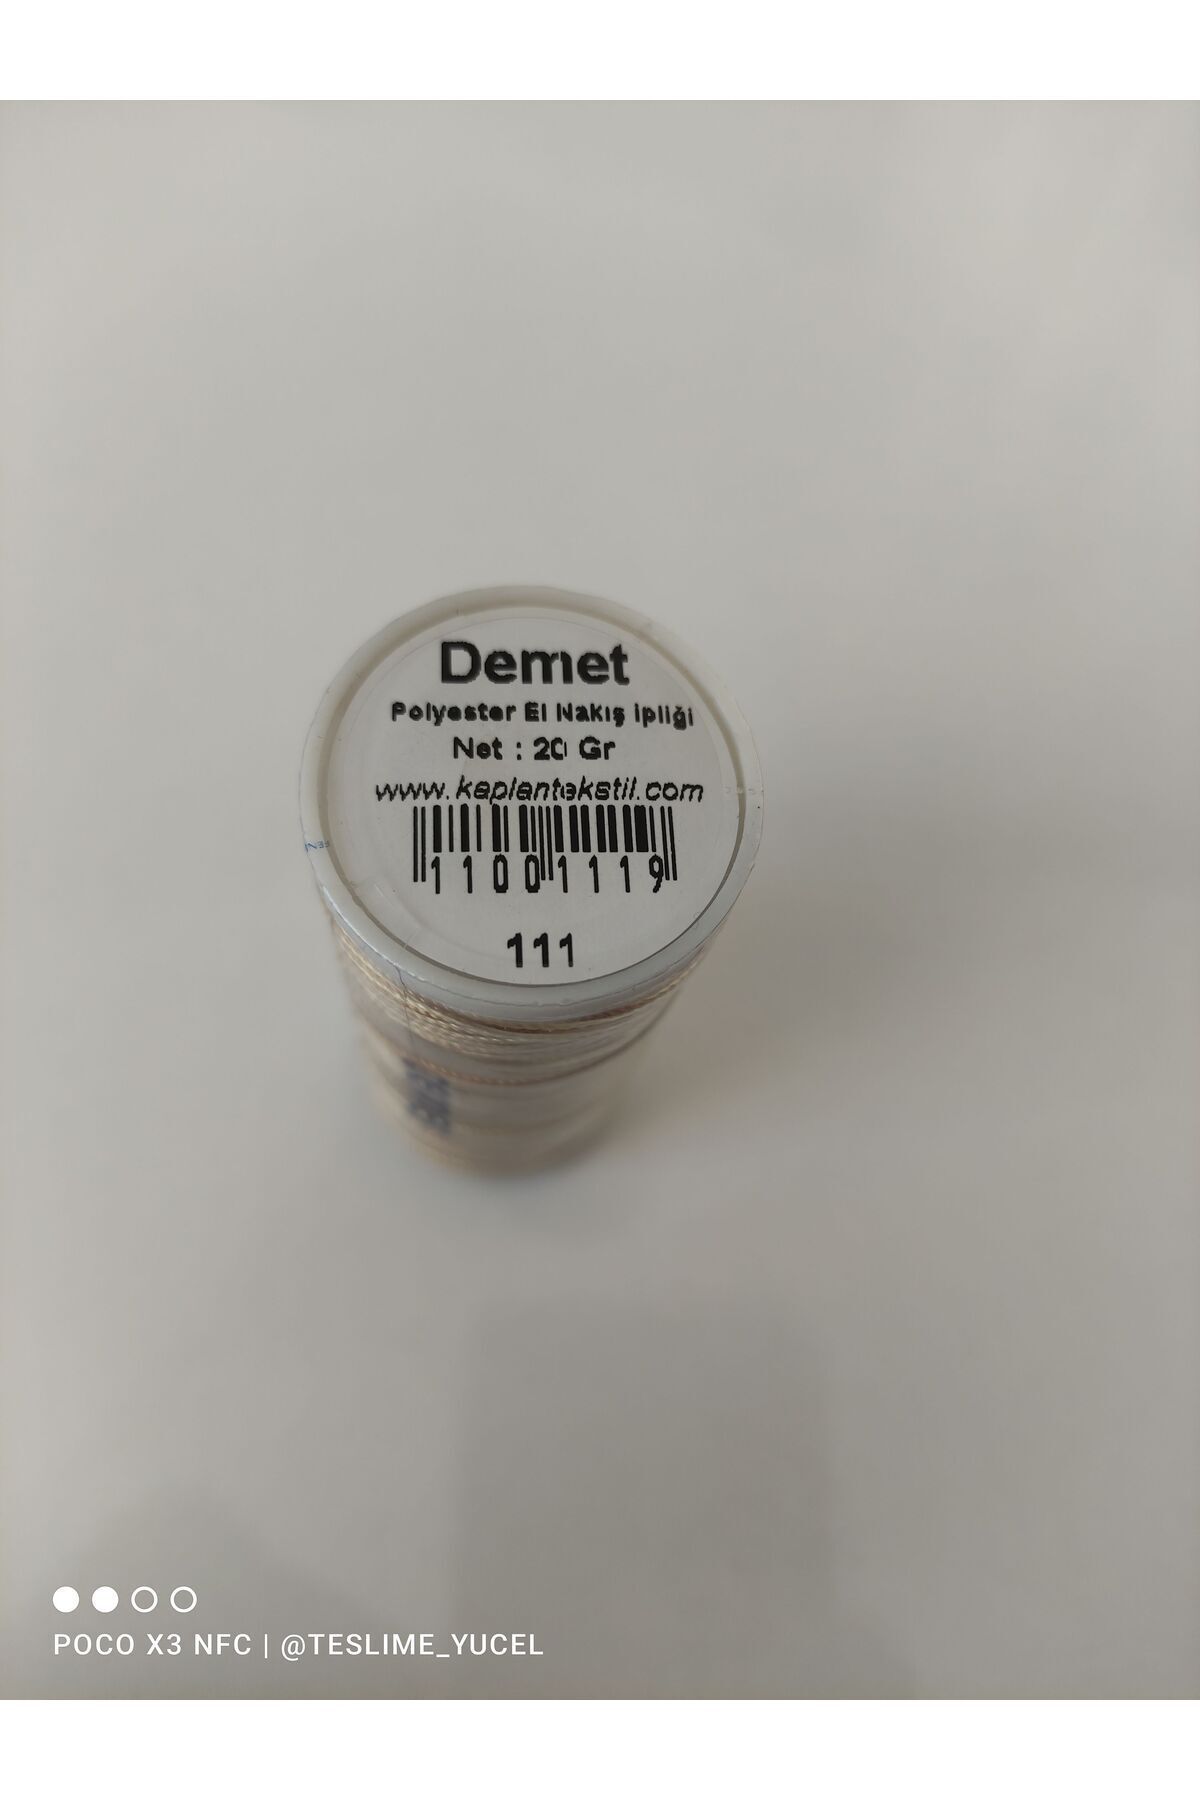 Demet
Polyester El Nakış İpliği
Net : 20 Gr
www.kaplantekstil.com
11001119
111
POCO X3 NFC | @TESLIME_YUCEL